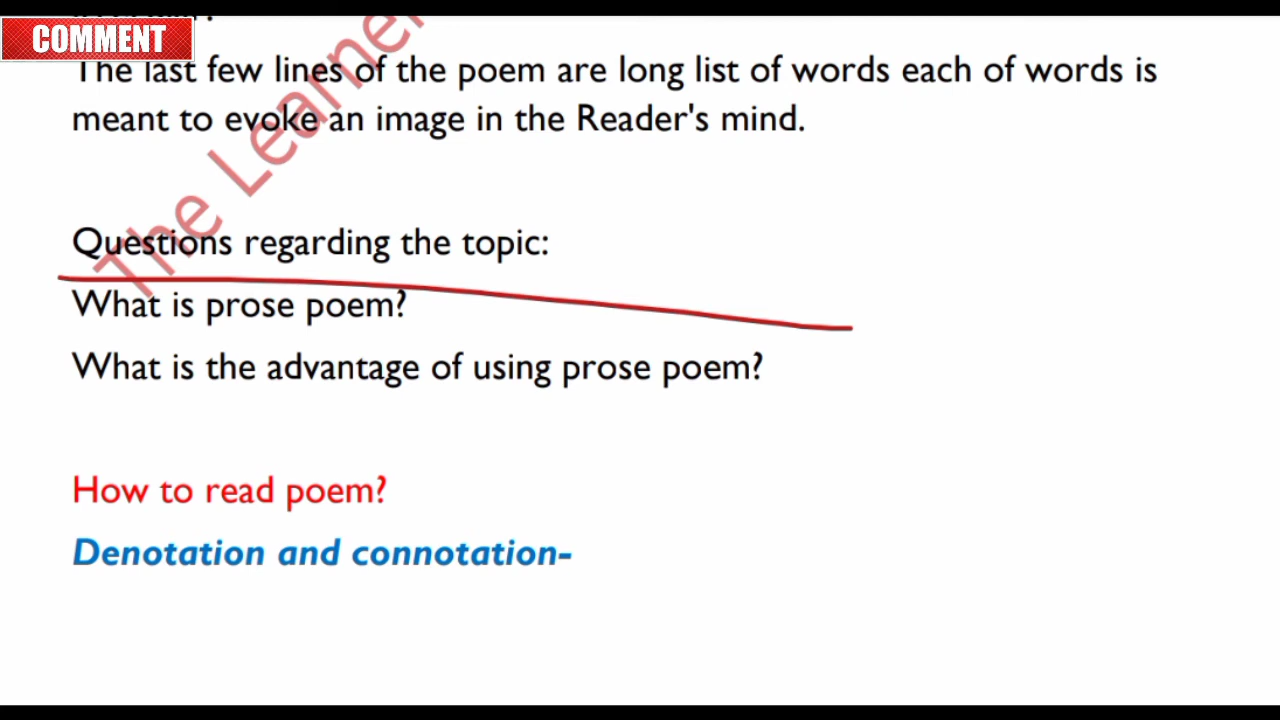 COMMENT
The last few lines of the poem are long list of words each of words is
meant to evoke an image in the Reader's mind.
The Learne
Questions regarding the topic:
What is prose poem?
What is the advantage of using prose poem?
How to read poem?
Denotation and connotation-